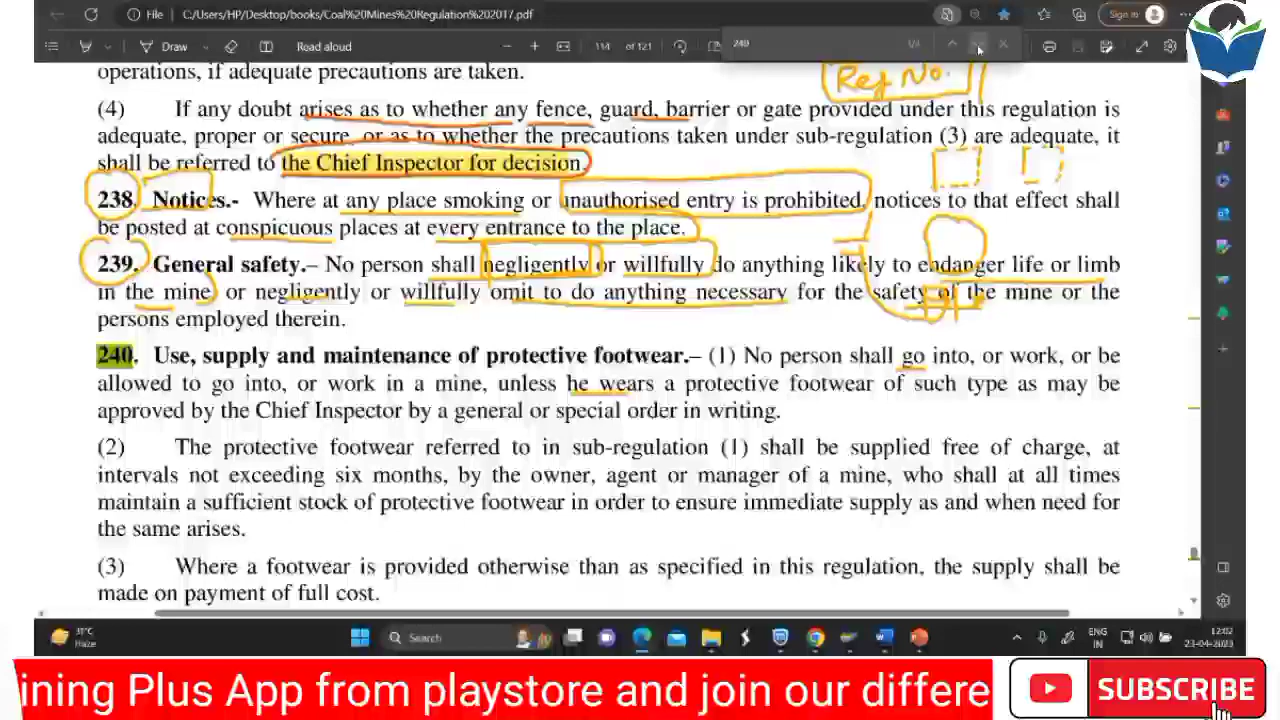 C:/Users/HP/Desktop/books/Coal%20Mines%20Regulation%202017.pdf
Sign in
Draw
Read aloud
114 of 121
240
1/3
Reg No.
operations, if adequate precautions are taken.
(4) If any doubt arises as to whether any fence, guard, barrier or gate provided under this regulation is
adequate, proper or secure, or as to whether the precautions taken under sub-regulation (3) are adequate, it
shall be referred to the Chief Inspector for decision.
238. Notices.- Where at any place smoking or unauthorised entry is prohibited, notices to that effect shall
be posted at conspicuous places at every entrance to the place.
239. General safety.– No person shall negligently or willfully do anything likely to endanger life or limb
in the mine, or negligently or willfully omit to do anything necessary for the safety of the mine or the
persons employed therein.
240. Use, supply and maintenance of protective footwear.– (1) No person shall go into, or work, or be
allowed to go into, or work in a mine, unless he wears a protective footwear of such type as may be
approved by the Chief Inspector by a general or special order in writing.
(2) The protective footwear referred to in sub-regulation (1) shall be supplied free of charge, at
intervals not exceeding six months, by the owner, agent or manager of a mine, who shall at all times
maintain a sufficient stock of protective footwear in order to ensure immediate supply as and when need for
the same arises.
(3) Where a footwear is provided otherwise than as specified in this regulation, the supply shall be
made on payment of full cost.
31°C
Haze
Search
ENG
IN
12:02
23-04-2023
ining Plus App from playstore and join our differe
SUBSCRIBE